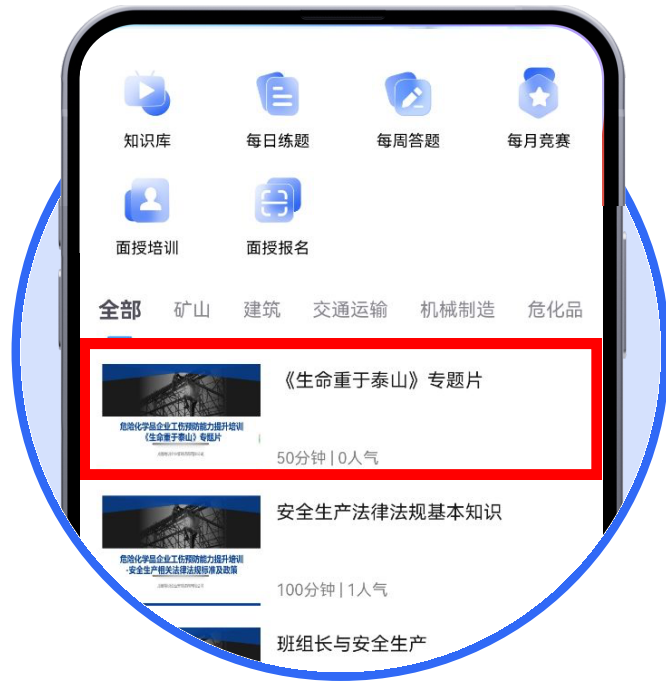 知识库
每日练题
每周答题
每月竞赛
面授培训
面授报名
全部
矿山
建筑
交通运输
机械制造
危化品
危险化学品企业工伤预防能力提升培训
《生命重于泰山》专题片
《生命重于泰山》专题片
50分钟|0人气
危险化学品企业工伤预防能力提升培训
-安全生产相关法律法规标准及政策
安全生产法律法规基本知识
100分钟|1人气
班组长与安全生产